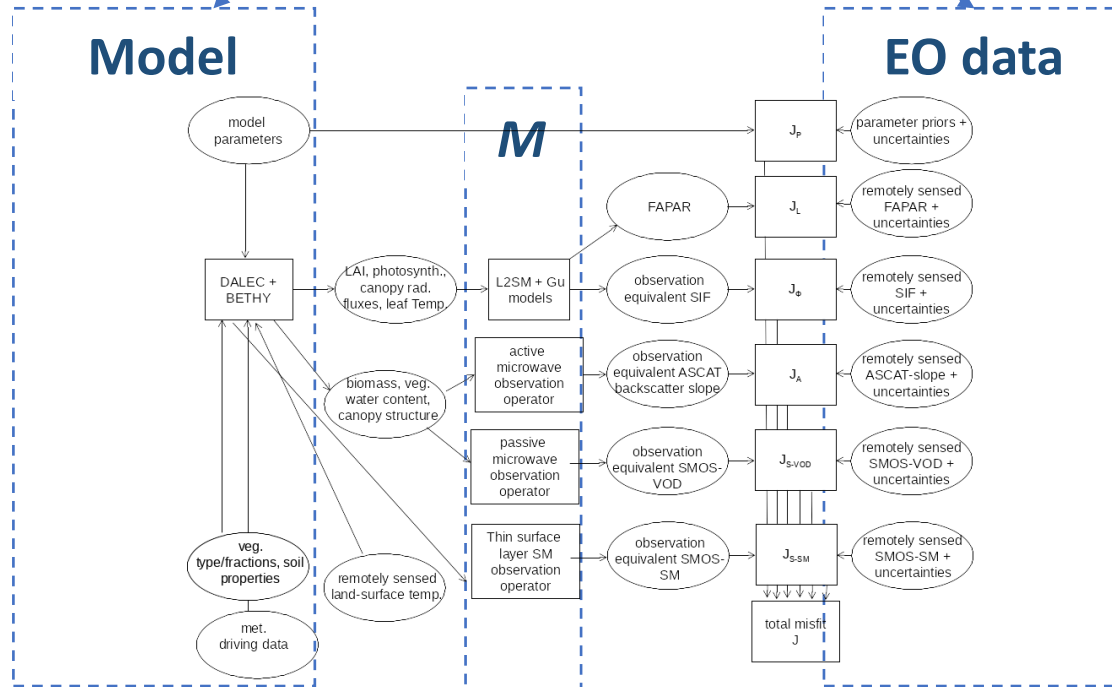 Model
EO data
M
model
parameters
J_P
parameter priors +
uncertainties
FAPAR
J_L
remotely sensed
FAPAR +
uncertainties
DALEC +
BETHY
LAI, photosynth.,
canopy rad.
fluxes, leaf Temp.
L2SM + Gu
models
observation
equivalent SIF
J_Φ
remotely sensed
SIF +
uncertainties
active
microwave
observation
operator
observation
equivalent ASCAT
backscatter slope
J_A
remotely sensed
ASCAT-slope +
uncertainties
biomass, veg.
water content,
canopy structure
passive
microwave
observation
operator
observation
equivalent SMOS-
VOD
J_S-VOD
remotely sensed
SMOS-VOD +
uncertainties
veg.
type/fractions, soil
properties
remotely sensed
land-surface temp.
Thin surface
layer SM
observation
operator
observation
equivalent SMOS-
SM
J_S-SM
remotely sensed
SMOS-SM +
uncertainties
met.
driving data
total misfit
J